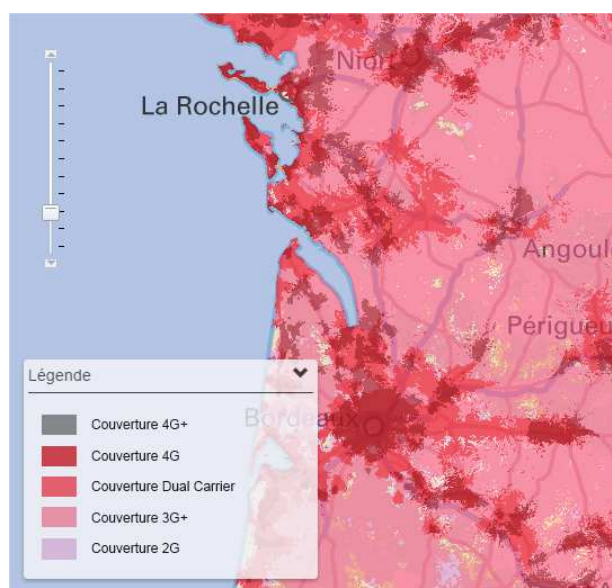 Niort
La Rochelle
Angoul
Périgueu
Légende
Bordeaux
Couverture 4G+
Couverture 4G
Couverture Dual Carrier
Couverture 3G+
Couverture 2G